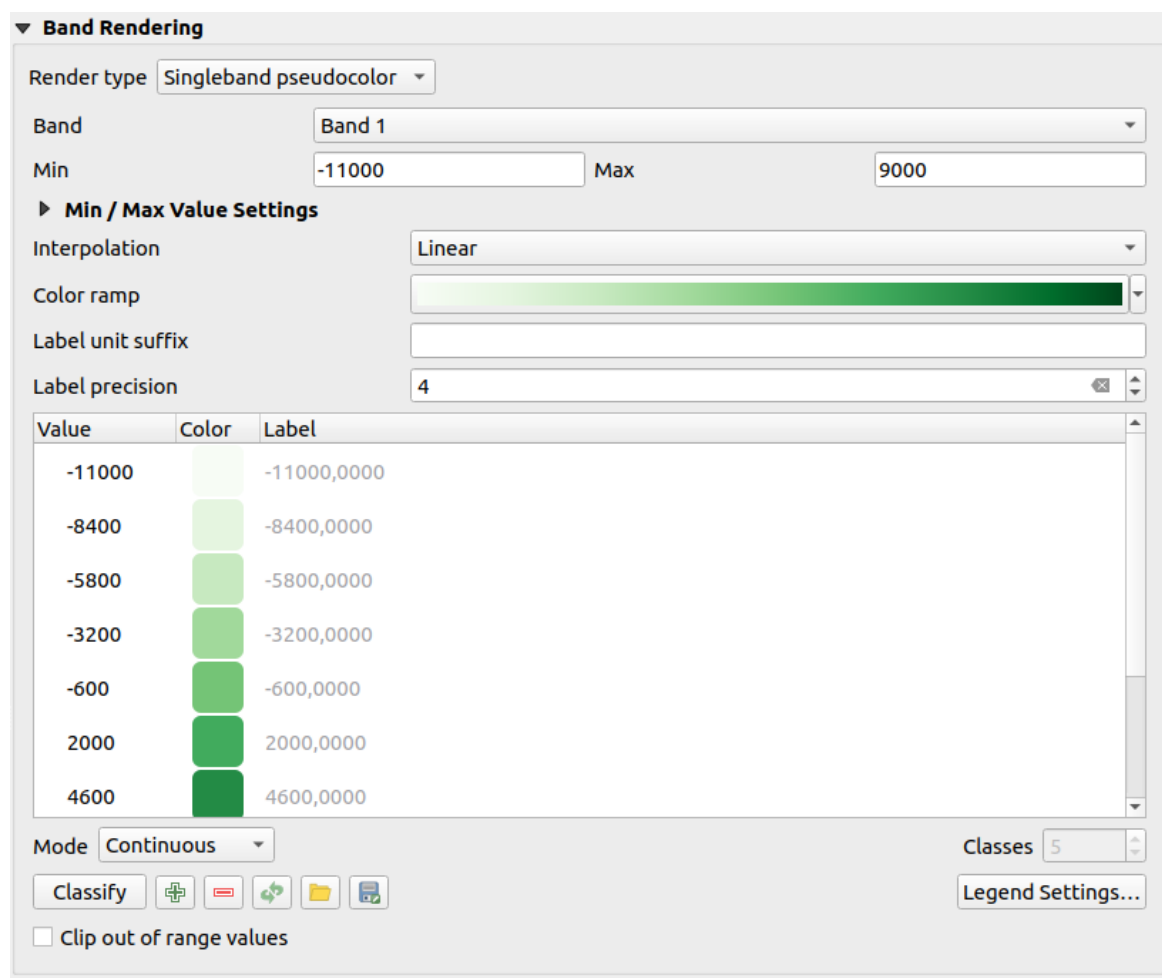 Band Rendering
Render type Singleband pseudocolor
Band Band 1
Min -11000 Max 9000
Min / Max Value Settings
Interpolation Linear
Color ramp
Label unit suffix
Label precision 4
Value Color Label
-11000 -11000,0000
-8400 -8400,0000
-5800 -5800,0000
-3200 -3200,0000
-600 -600,0000
2000 2000,0000
4600 4600,0000
Mode Continuous Classes 5
Classify Legend Settings...
Clip out of range values